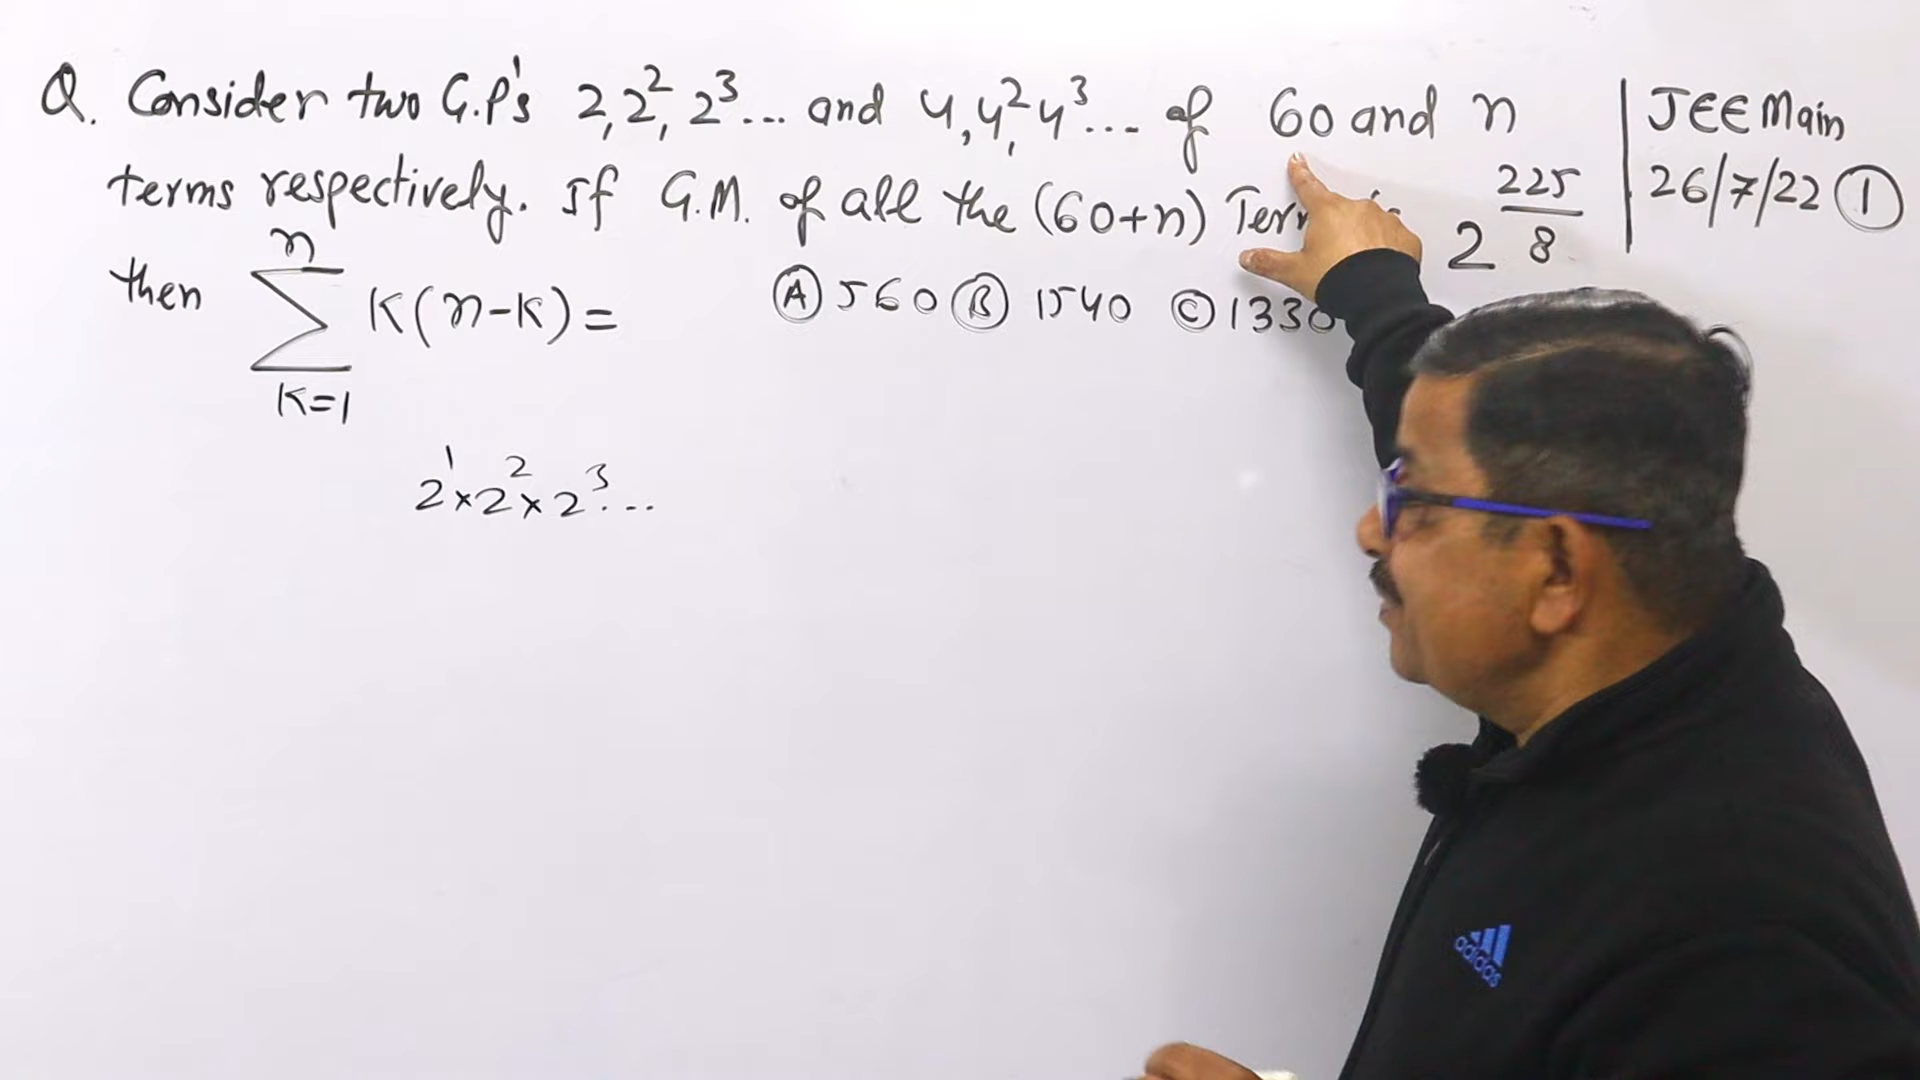 Q. Consider two G.P's 2, 2², 2³... and 4, 4², 4³... of 60 and n
terms respectively. If G.M. of all the (60+n) 2^(225/8)
then Σ_{K=1}^{n} K(n-K) = Ⓐ 560 Ⓑ 1540 Ⓒ 1330
JEE Main
26/7/22 ①
2¹ × 2² × 2³...
adidas